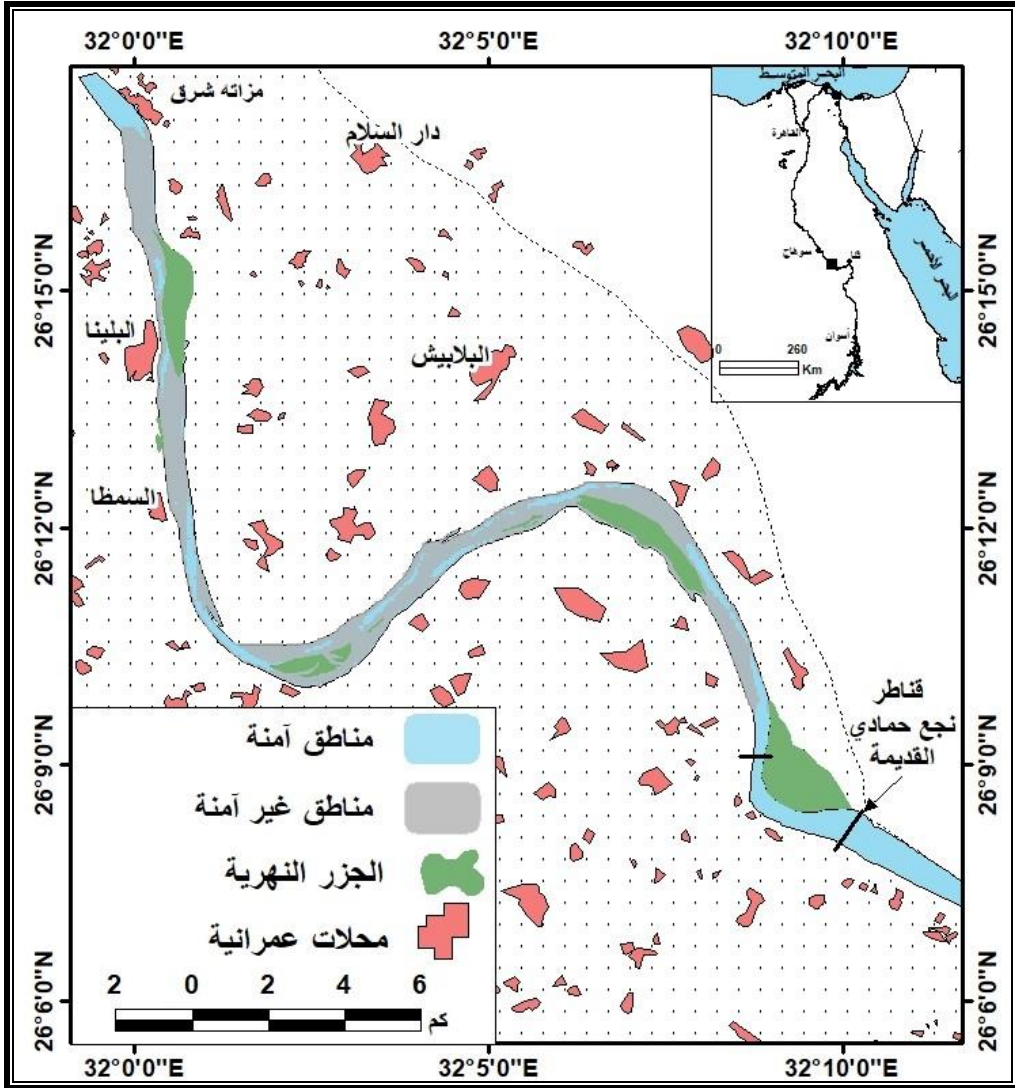 32°0'0"E 32°5'0"E 32°10'0"E
مزاته شرق
دار السلام
البحر المتوسط
القاهرة
سوهاج
قنا
البحر الأحمر
أسوان
0 260
Km
26°15'0"N 26°15'0"N
البلينا
البلابيش
السمطا
26°12'0"N 26°12'0"N
قناطر
نجع حمادي
القديمة
26°9'0"N 26°9'0"N
مناطق آمنة
مناطق غير آمنة
الجزر النهرية
محلات عمرانية
2 0 2 4 6
كم
26°6'0"N 26°6'0"N
32°0'0"E 32°5'0"E 32°10'0"E